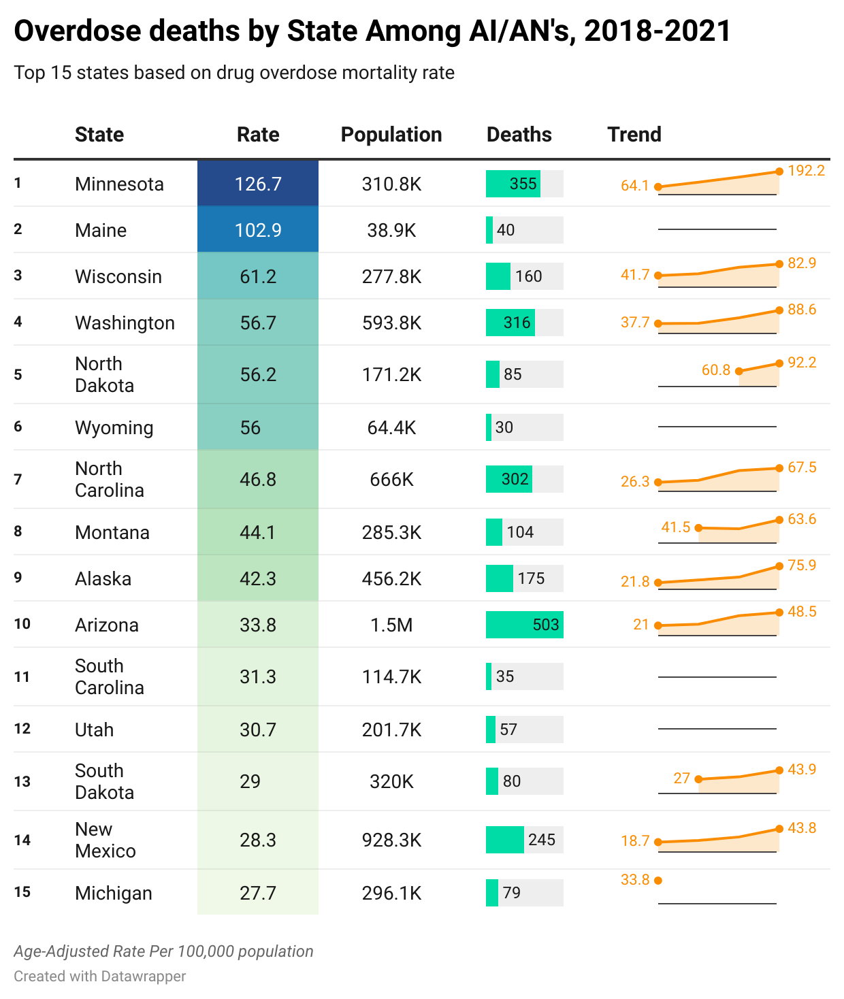 Overdose deaths by State Among AI/AN's, 2018-2021
Top 15 states based on drug overdose mortality rate
State Rate Population Deaths Trend
1 Minnesota 126.7 310.8K 355 64.1 192.2
2 Maine 102.9 38.9K 40
3 Wisconsin 61.2 277.8K 160 41.7 82.9
4 Washington 56.7 593.8K 316 37.7 88.6
5 North
Dakota 56.2 171.2K 85 60.8 92.2
6 Wyoming 56 64.4K 30
7 North
Carolina 46.8 666K 302 26.3 67.5
8 Montana 44.1 285.3K 104 41.5 63.6
9 Alaska 42.3 456.2K 175 21.8 75.9
10 Arizona 33.8 1.5M 503 21 48.5
11 South
Carolina 31.3 114.7K 35
12 Utah 30.7 201.7K 57
13 South
Dakota 29 320K 80 27 43.9
14 New
Mexico 28.3 928.3K 245 18.7 43.8
15 Michigan 27.7 296.1K 79 33.8
Age-Adjusted Rate Per 100,000 population
Created with Datawrapper